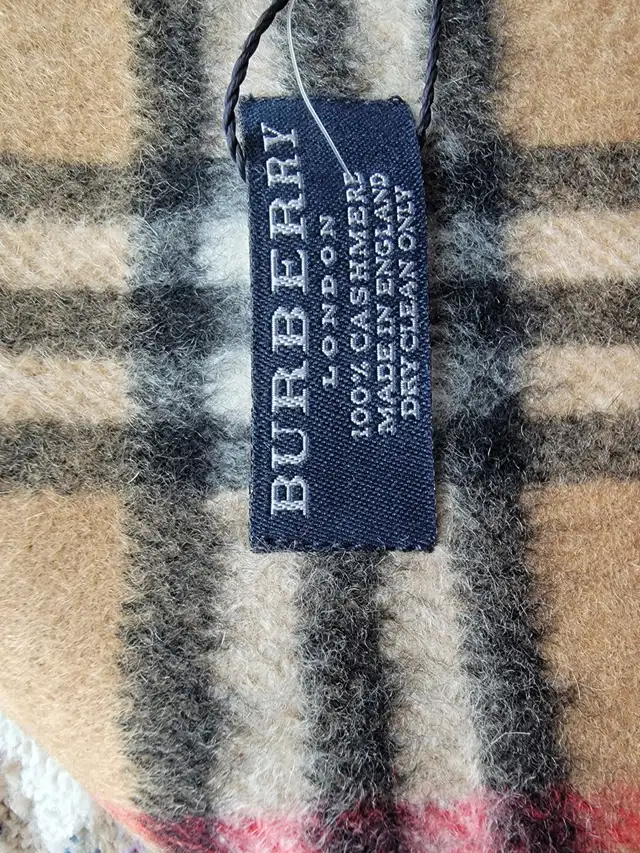 BURBERRY
LONDON
100% CASHMERE
MADE IN ENGLAND
DRY CLEAN ONLY